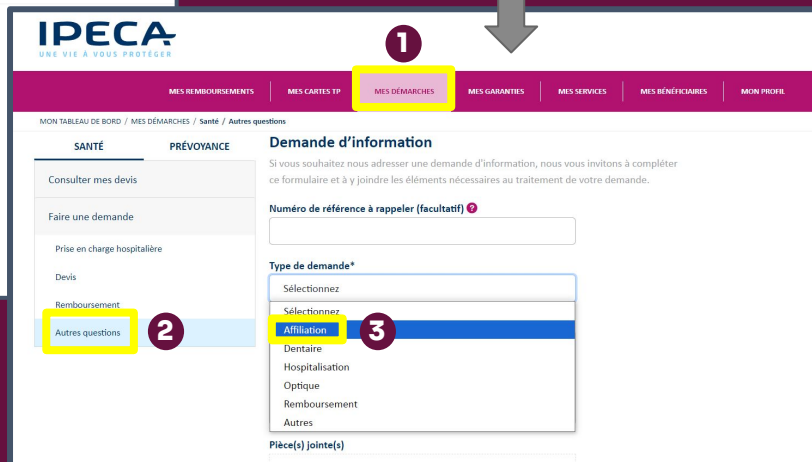 IPECA
UNE VIE À VOUS PROTÉGER
1
MES REMBOURSEMENTS
MES CARTES TP
MES DÉMARCHES
MES GARANTIES
MES SERVICES
MES BÉNÉFICIAIRES
MON PROFIL
MON TABLEAU DE BORD / MES DÉMARCHES / Santé / Autres questions
SANTÉ
PRÉVOYANCE
Consulter mes devis
Faire une demande
Prise en charge hospitalière
Devis
Remboursement
Autres questions
2
Demande d'information
Si vous souhaitez nous adresser une demande d'information, nous vous invitons à compléter
ce formulaire et à y joindre les éléments nécessaires au traitement de votre demande.
Numéro de référence à rappeler (facultatif) ?
Type de demande*
Sélectionnez
Sélectionnez
Affiliation
3
Dentaire
Hospitalisation
Optique
Remboursement
Autres
Pièce(s) jointe(s)